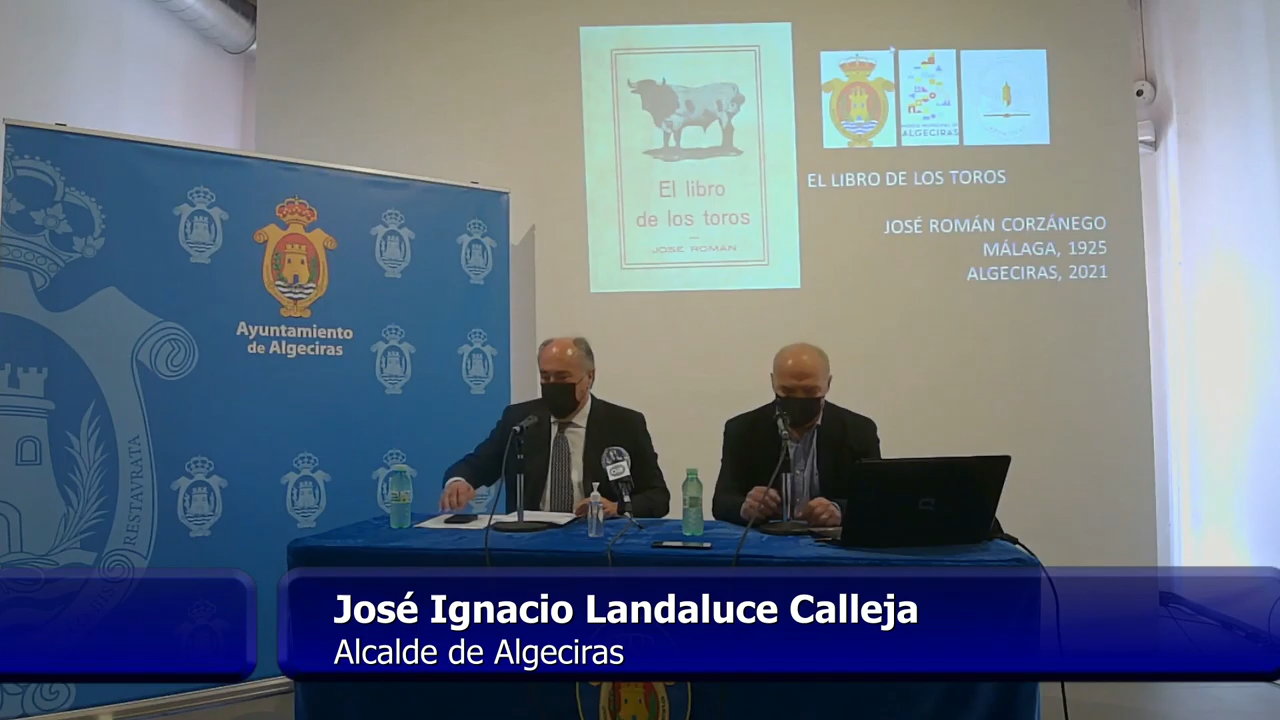 El libro
de los toros
JOSÉ ROMÁN
ALGECIRAS
EL LIBRO DE LOS TOROS
JOSÉ ROMÁN CORZÁNEGO
MÁLAGA, 1925
ALGECIRAS, 2021
Ayuntamiento
de Algeciras
RESTAVRATA
José Ignacio Landaluce Calleja
Alcalde de Algeciras